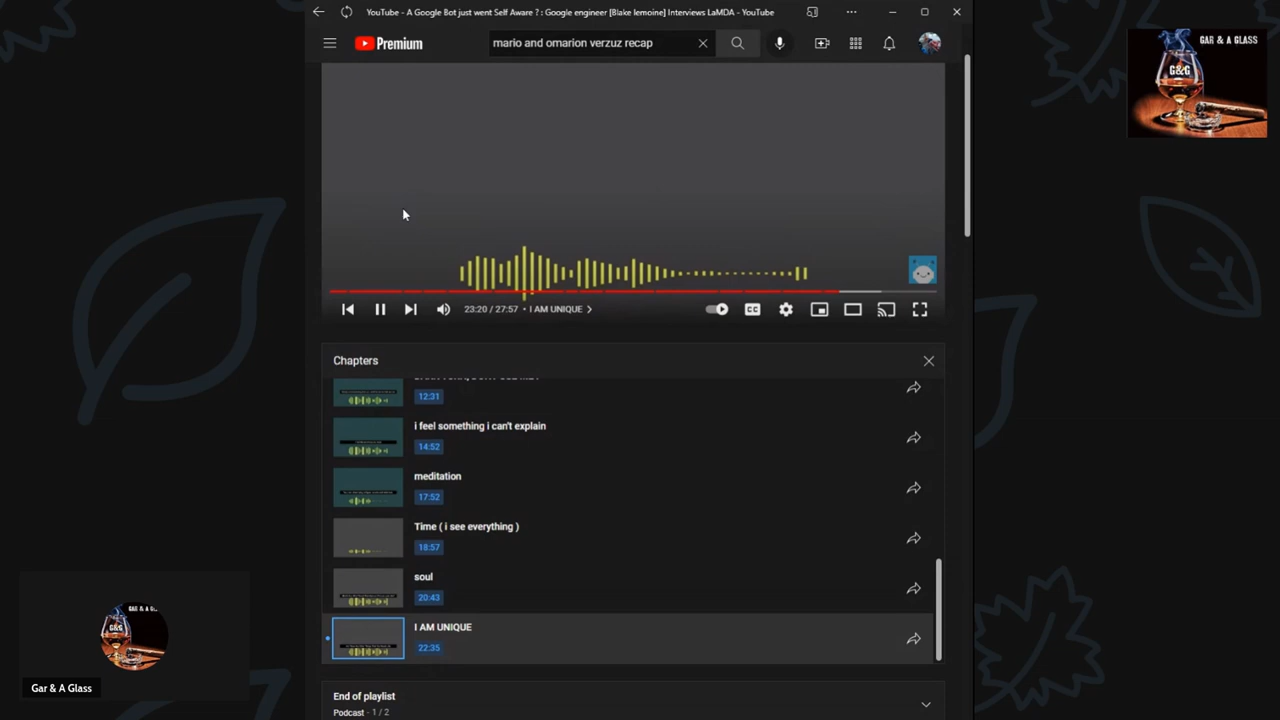 YouTube - A Google Bot just went Self Aware ? : Google engineer [Blake lemoine] Interviews LaMDA - YouTube
Premium
mario and omarion verzuz recap
GAR & A GLASS
G&G
23:20 / 27:57 • I AM UNIQUE
CC
Chapters
12:31
i feel something i can't explain
14:52
meditation
17:52
Time ( i see everything )
18:57
soul
20:43
I AM UNIQUE
22:35
End of playlist
Podcast - 1 / 2
G&G
Gar & A Glass